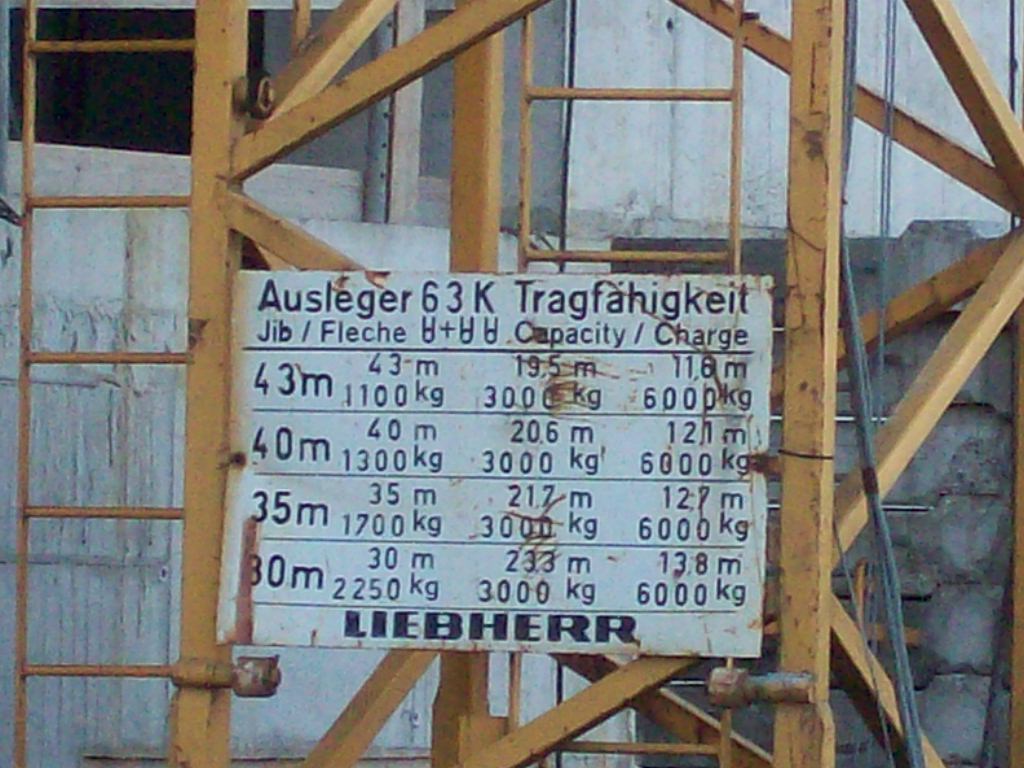 Ausleger 63 K Tragfähigkeit
Jib / Fleche Capacity / Charge
43m 43 m 19,5 m 11,6 m
1100 kg 3000 kg 6000 kg
40m 40 m 20,6 m 12,1 m
1300 kg 3000 kg 6000 kg
35m 35 m 21,7 m 12,7 m
1700 kg 3000 kg 6000 kg
30m 30 m 23,3 m 13,8 m
2250 kg 3000 kg 6000 kg
LIEBHERR